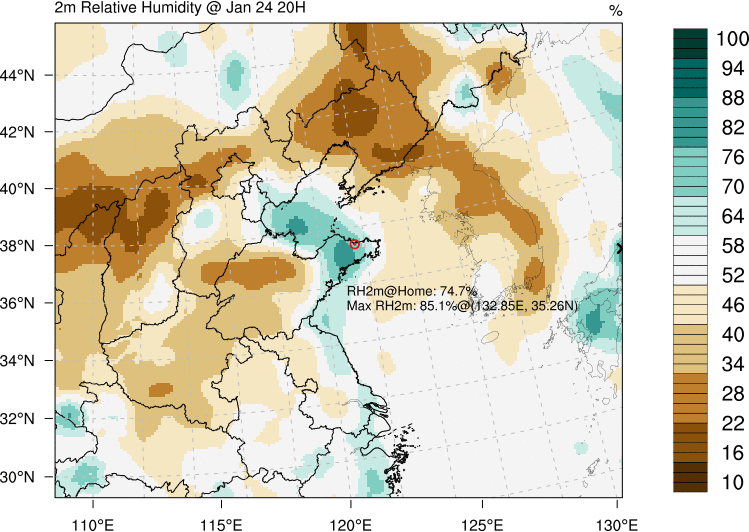 2m Relative Humidity @ Jan 24 20H
%
100
94
88
82
76
70
64
58
52
46
40
34
28
22
16
10
44°N
42°N
40°N
38°N
36°N
34°N
32°N
30°N
RH2m@Home: 74.7%
Max RH2m: 85.1%@(132.85E, 35.26N)
110°E
115°E
120°E
125°E
130°E